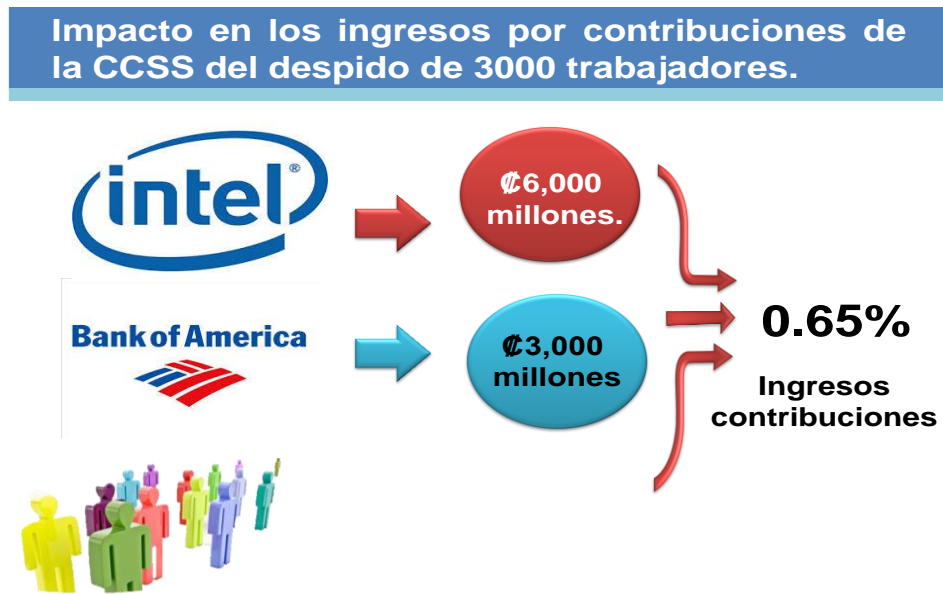 Impacto en los ingresos por contribuciones de
la CCSS del despido de 3000 trabajadores.
intel®
₡6,000
millones.
Bank of America
₡3,000
millones
0.65%
Ingresos
contribuciones